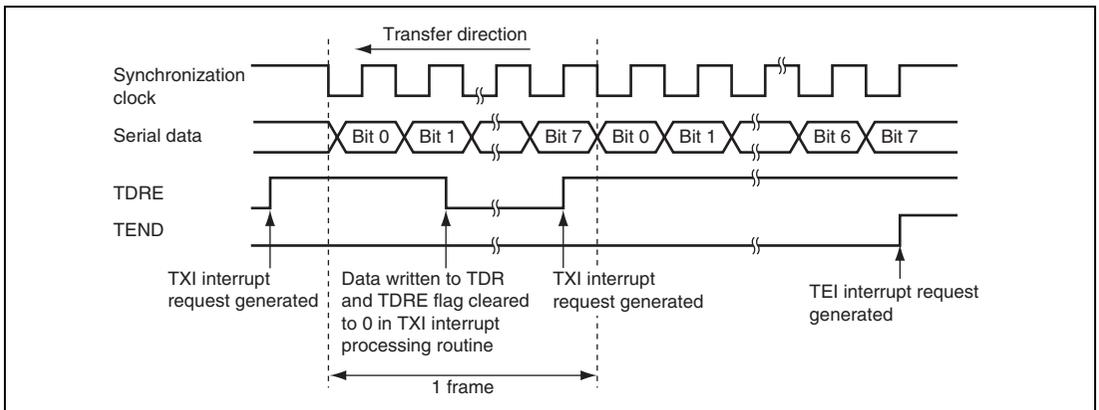 Transfer direction
Synchronization
clock
Serial data
Bit 0
Bit 1
Bit 7
Bit 0
Bit 1
Bit 6
Bit 7
TDRE
TEND
TXI interrupt
request generated
Data written to TDR
and TDRE flag cleared
to 0 in TXI interrupt
processing routine
TXI interrupt
request generated
TEI interrupt request
generated
1 frame